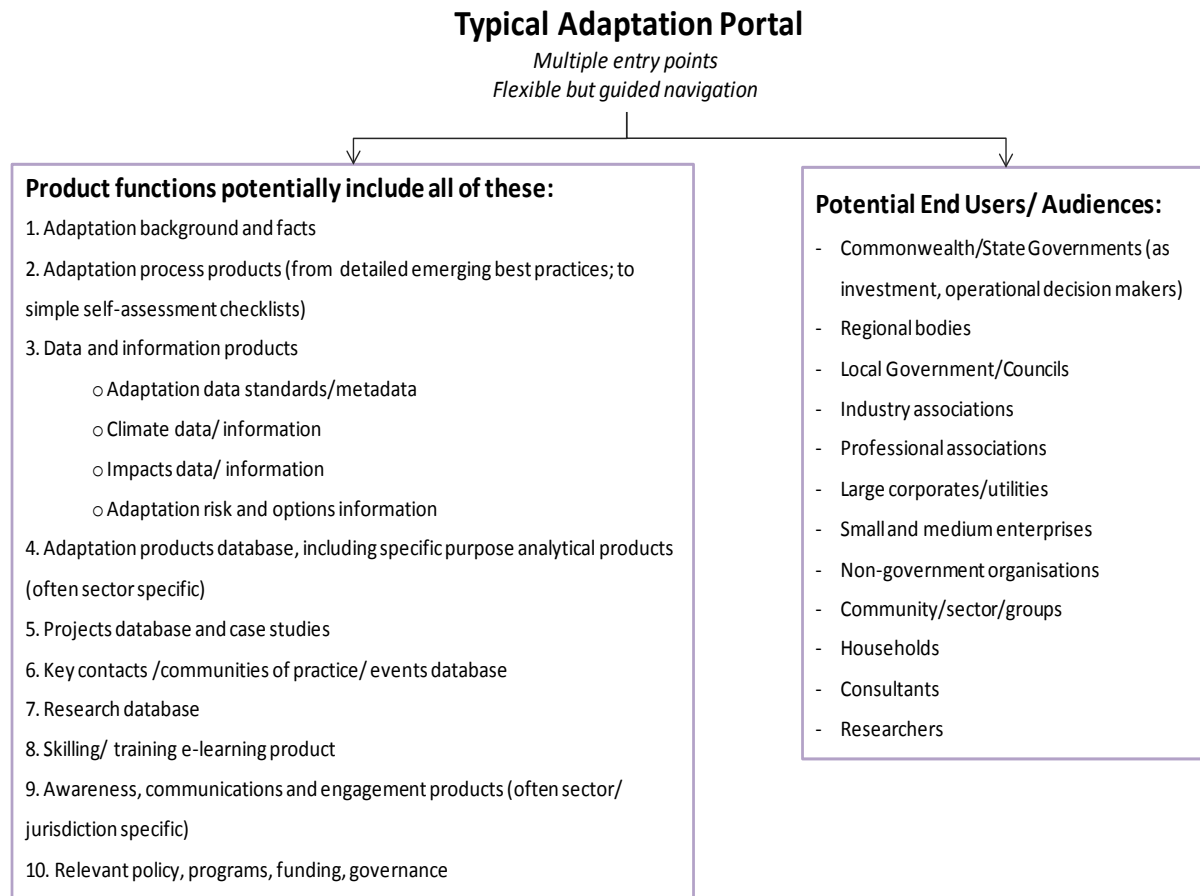 Typical Adaptation Portal
Multiple entry points
Flexible but guided navigation
Product functions potentially include all of these:
1. Adaptation background and facts
2. Adaptation process products (from detailed emerging best practices; to
simple self-assessment checklists)
3. Data and information products
o Adaptation data standards/metadata
o Climate data/ information
o Impacts data/ information
o Adaptation risk and options information
4. Adaptation products database, including specific purpose analytical products
(often sector specific)
5. Projects database and case studies
6. Key contacts /communities of practice/ events database
7. Research database
8. Skilling/ training e-learning product
9. Awareness, communications and engagement products (often sector/
jurisdiction specific)
10. Relevant policy, programs, funding, governance
Potential End Users/ Audiences:
- Commonwealth/State Governments (as
investment, operational decision makers)
- Regional bodies
- Local Government/Councils
- Industry associations
- Professional associations
- Large corporates/utilities
- Small and medium enterprises
- Non-government organisations
- Community/sector/groups
- Households
- Consultants
- Researchers